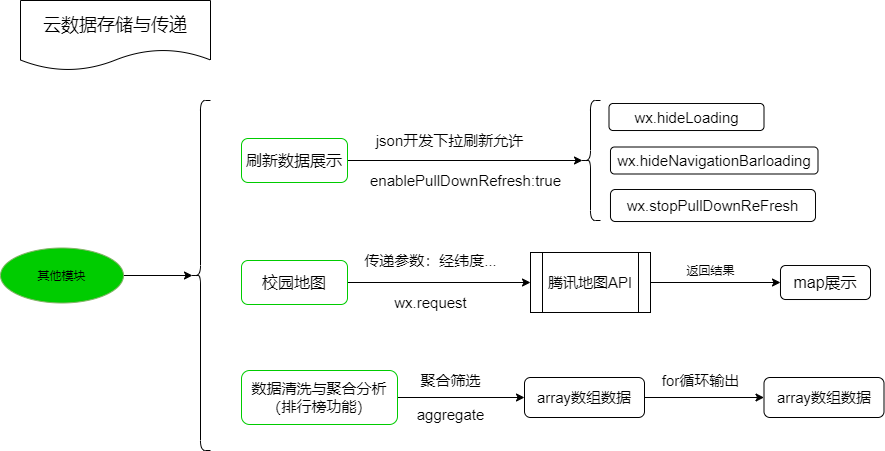 云数据存储与传递
其他模块
刷新数据展示
json开发下拉刷新允许
enablePullDownRefresh:true
wx.hideLoading
wx.hideNavigationBarloading
wx.stopPullDownReFresh
校园地图
传递参数：经纬度...
wx.request
腾讯地图API
返回结果
map展示
数据清洗与聚合分析
（排行榜功能）
聚合筛选
aggregate
array数组数据
for循环输出
array数组数据